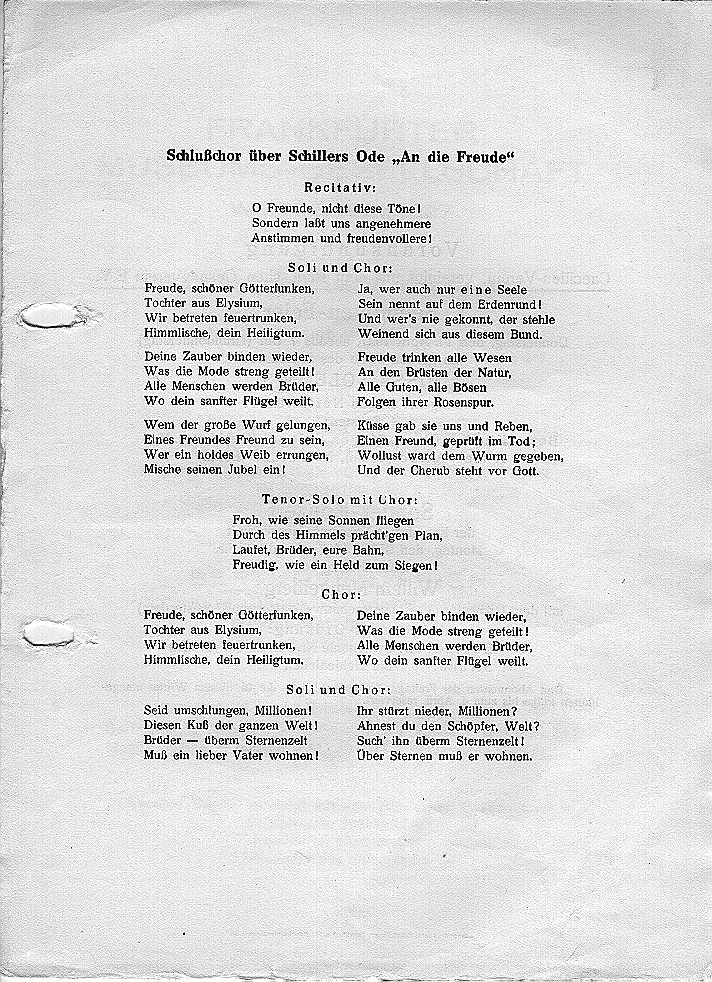 Schlußchor über Schillers Ode „An die Freude“
Recitativ:
O Freunde, nicht diese Töne!
Sondern laßt uns angenehmere
Anstimmen und freudenvollere!
Soli und Chor:
Freude, schöner Götterfunken,
Tochter aus Elysium,
Wir betreten feuertrunken,
Himmlische, dein Heiligtum.
Deine Zauber binden wieder,
Was die Mode streng geteilt!
Alle Menschen werden Brüder,
Wo dein sanfter Flügel weilt.
Wem der große Wurf gelungen,
Eines Freundes Freund zu sein,
Wer ein holdes Weib errungen,
Mische seinen Jubel ein!
Ja, wer auch nur eine Seele
Sein nennt auf dem Erdenrund!
Und wer's nie gekonnt, der stehle
Weinend sich aus diesem Bund.
Freude trinken alle Wesen
An den Brüsten der Natur,
Alle Guten, alle Bösen
Folgen ihrer Rosenspur.
Küsse gab sie uns und Reben,
Einen Freund, geprüft im Tod;
Wollust ward dem Wurm gegeben,
Und der Cherub steht vor Gott.
Tenor-Solo mit Chor:
Froh, wie seine Sonnen fliegen
Durch des Himmels prächt'gen Plan,
Laufet, Brüder, eure Bahn,
Freudig, wie ein Held zum Siegen!
Chor:
Freude, schöner Götterfunken,
Tochter aus Elysium,
Wir betreten feuertrunken,
Himmlische, dein Heiligtum.
Deine Zauber binden wieder,
Was die Mode streng geteilt!
Alle Menschen werden Brüder,
Wo dein sanfter Flügel weilt.
Soli und Chor:
Seid umschlungen, Millionen!
Diesen Kuß der ganzen Welt!
Brüder — überm Sternenzelt
Muß ein lieber Vater wohnen!
Ihr stürzt nieder, Millionen?
Ahnest du den Schöpfer, Welt?
Such' ihn überm Sternenzelt!
Über Sternen muß er wohnen.